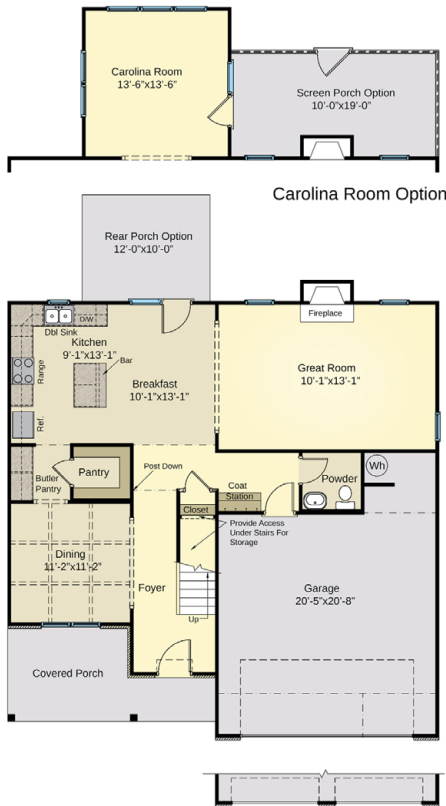 Carolina Room
13'-6"x13'-6"
Screen Porch Option
10'-0"x19'-0"
Carolina Room Option
Rear Porch Option
12'-0"x10'-0"
Fireplace
D/W
Dbl Sink
Kitchen
9'-1"x13'-1"
Bar
Range
Breakfast
10'-1"x13'-1"
Great Room
10'-1"x13'-1"
Ref.
Butler
Pantry
Pantry
Post Down
Coat
Station
Closet
Powder
Wh
Provide Access
Under Stairs For
Storage
Dining
11'-2"x11'-2"
Foyer
Up
Garage
20'-5"x20'-8"
Covered Porch